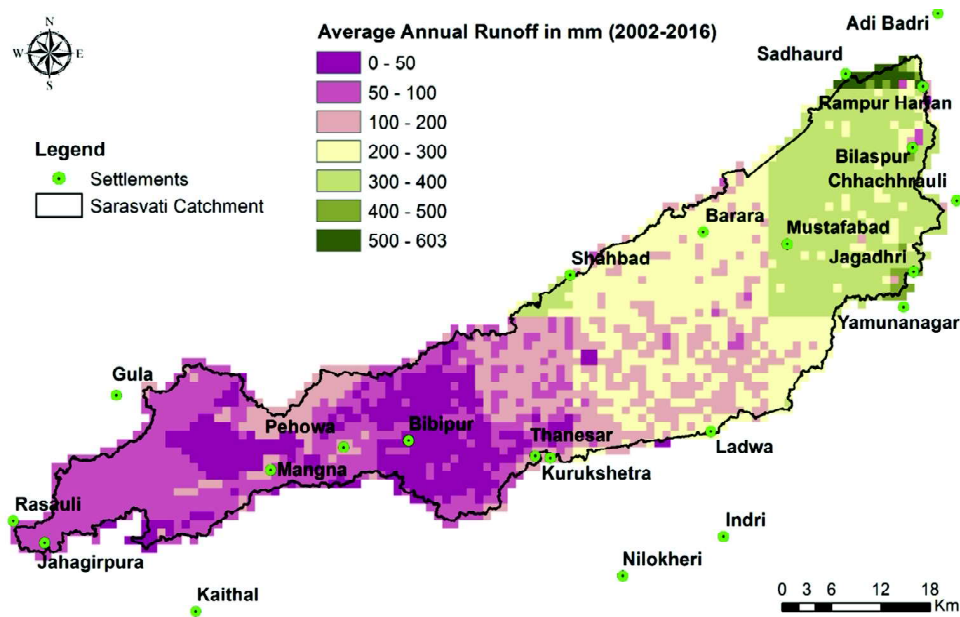 N
W E
S
Average Annual Runoff in mm (2002-2016)
0 - 50
50 - 100
100 - 200
200 - 300
300 - 400
400 - 500
500 - 603
Legend
Settlements
Sarasvati Catchment
Adi Badri
Sadhaurd
Rampur Harian
Bilaspur
Chhachhrauli
Barara
Mustafabad
Shahbad
Jagadhri
Yamunanagar
Gula
Pehowa
Bibipur
Thanesar
Ladwa
Mangna
Kurukshetra
Rasauli
Indri
Jahagirpura
Nilokheri
Kaithal
0 3 6 12 18
Km